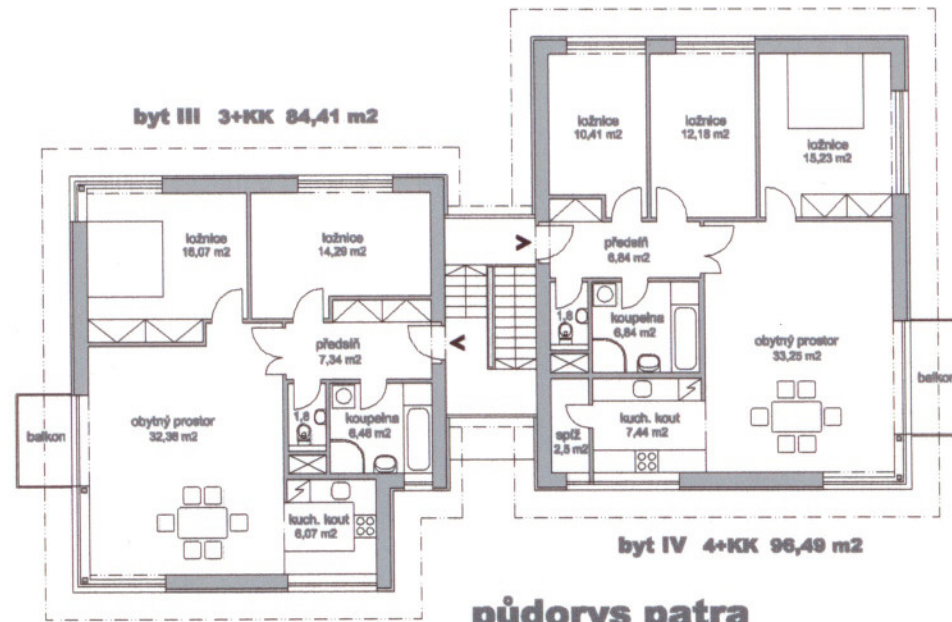 byt III 3+KK 84,41 m2
ložnice
16,07 m2
ložnice
14,29 m2
předsíň
7,34 m2
obytný prostor
32,36 m2
balkon
1,8
koupelna
6,48 m2
kuch. kout
6,07 m2
ložnice
10,41 m2
ložnice
12,18 m2
ložnice
15,23 m2
předsíň
6,84 m2
1,8
koupelna
6,84 m2
obytný prostor
33,25 m2
balkon
spíž
2,5 m2
kuch. kout
7,44 m2
byt IV 4+KK 96,49 m2
půdorys patra